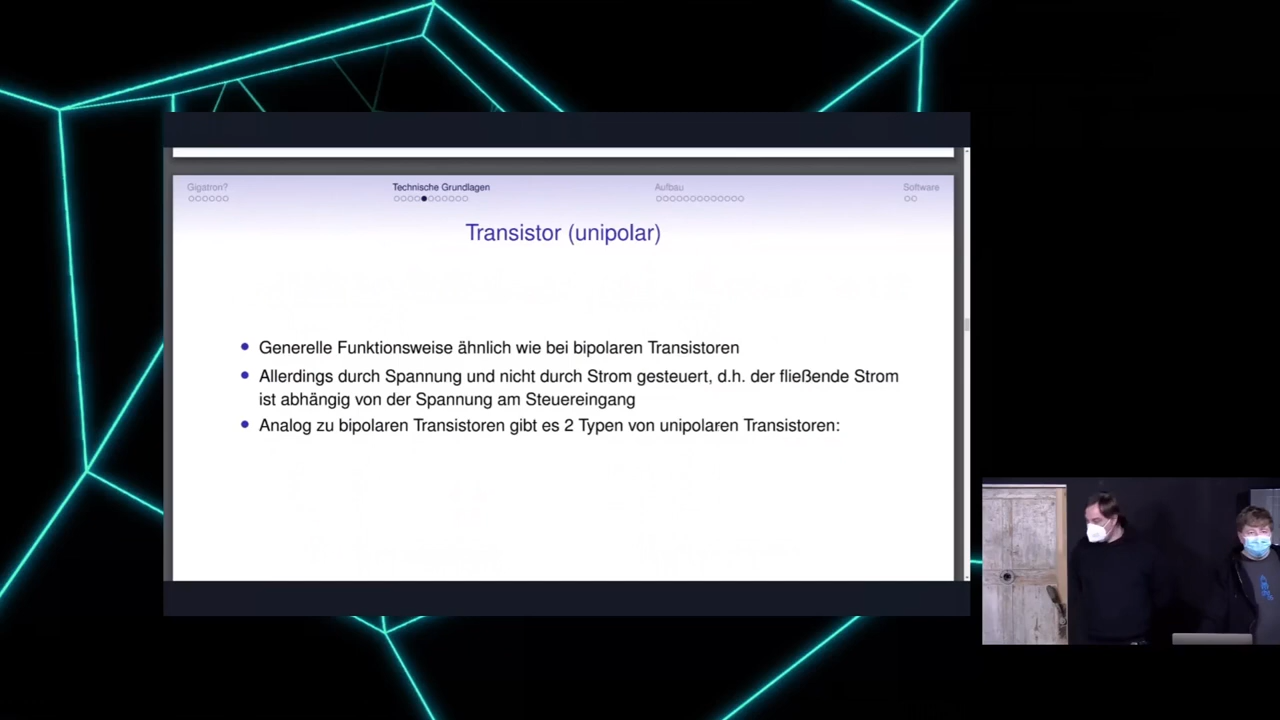 Gigatron?
Technische Grundlagen
Aufbau
Software
Transistor (unipolar)
Generelle Funktionsweise ähnlich wie bei bipolaren Transistoren
Allerdings durch Spannung und nicht durch Strom gesteuert, d.h. der fließende Strom
ist abhängig von der Spannung am Steuereingang
Analog zu bipolaren Transistoren gibt es 2 Typen von unipolaren Transistoren: